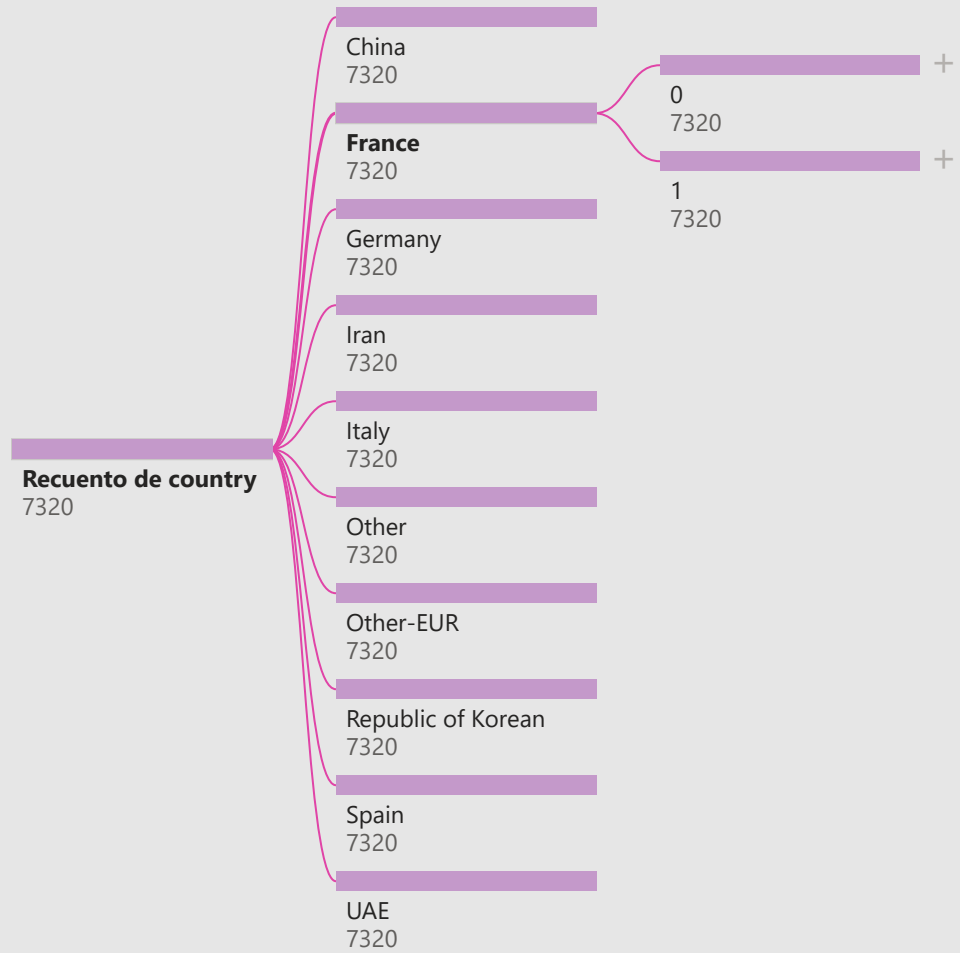 Recuento de country
7320
China
7320
France
7320
Germany
7320
Iran
7320
Italy
7320
Other
7320
Other-EUR
7320
Republic of Korean
7320
Spain
7320
UAE
7320
0
7320
1
7320